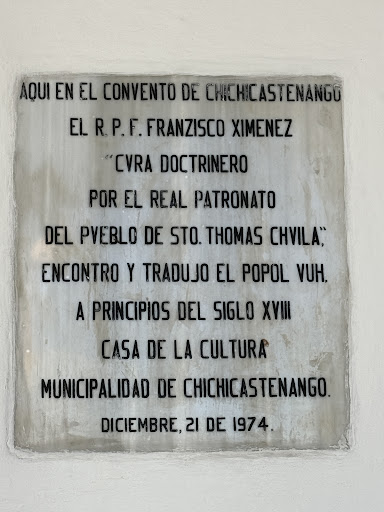 AQUI EN EL CONVENTO DE CHICHICASTENANGO
EL R. P. F. FRANZISCO XIMENEZ
"CVRA DOCTRINERO
POR EL REAL PATRONATO
DEL PVEBLO DE STO. THOMAS CHVILA,"
ENCONTRO Y TRADUJO EL POPOL VUH.
A PRINCIPIOS DEL SIGLO XVIII
CASA DE LA CULTURA
MUNICIPALIDAD DE CHICHICASTENANGO.
DICIEMBRE, 21 DE 1974.